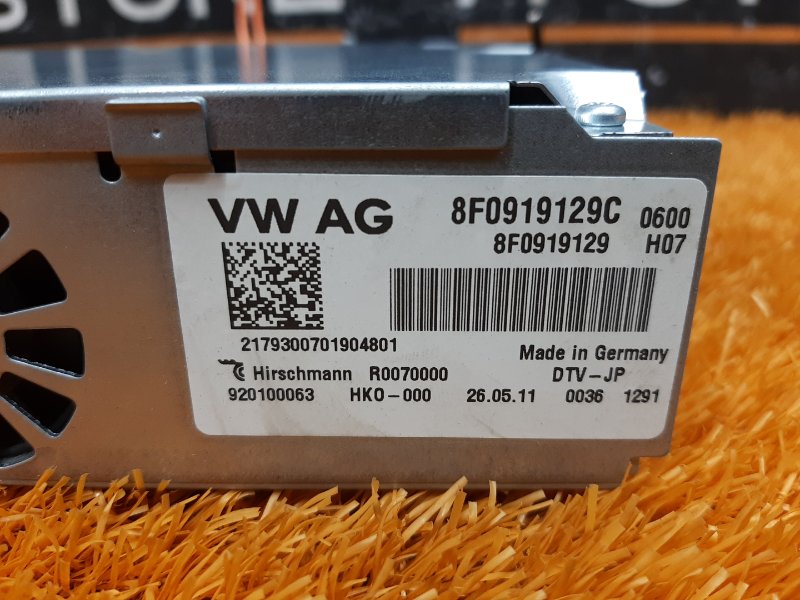 VW AG 8F0919129C 0600
8F0919129 H07
2179300701904801
Made in Germany
Hirschmann R0070000 DTV-JP
920100063 HKO-000 26.05.11 0036 1291